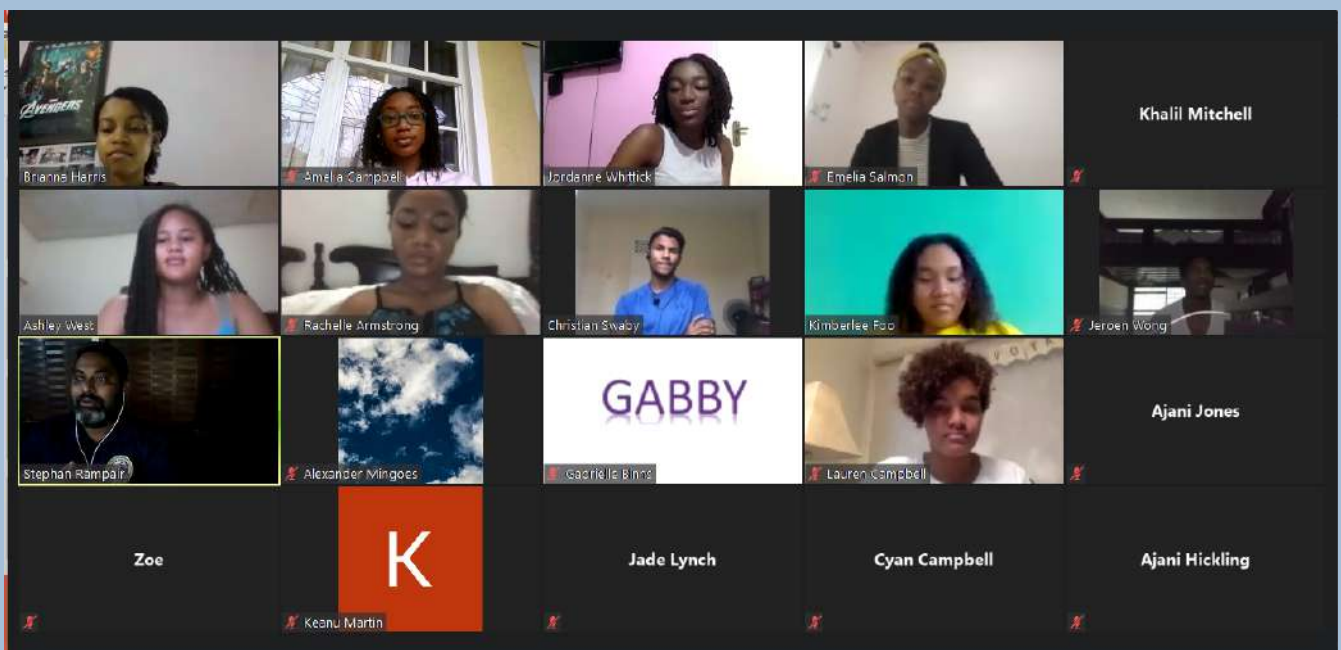 AVENGERS
Brianna Harris
Amelia Campbell
Jordanne Whittick
Emelia Salmon
Khalil Mitchell
Ashley West
Rachelle Armstrong
Christian Swaby
Kimberlee Foo
Jeroen Wong
Stephan Rampair
Alexander Mingoes
GABBY
Gabrielle Binns
Lauren Campbell
Ajani Jones
Zoe
K
Keanu Martin
Jade Lynch
Cyan Campbell
Ajani Hickling